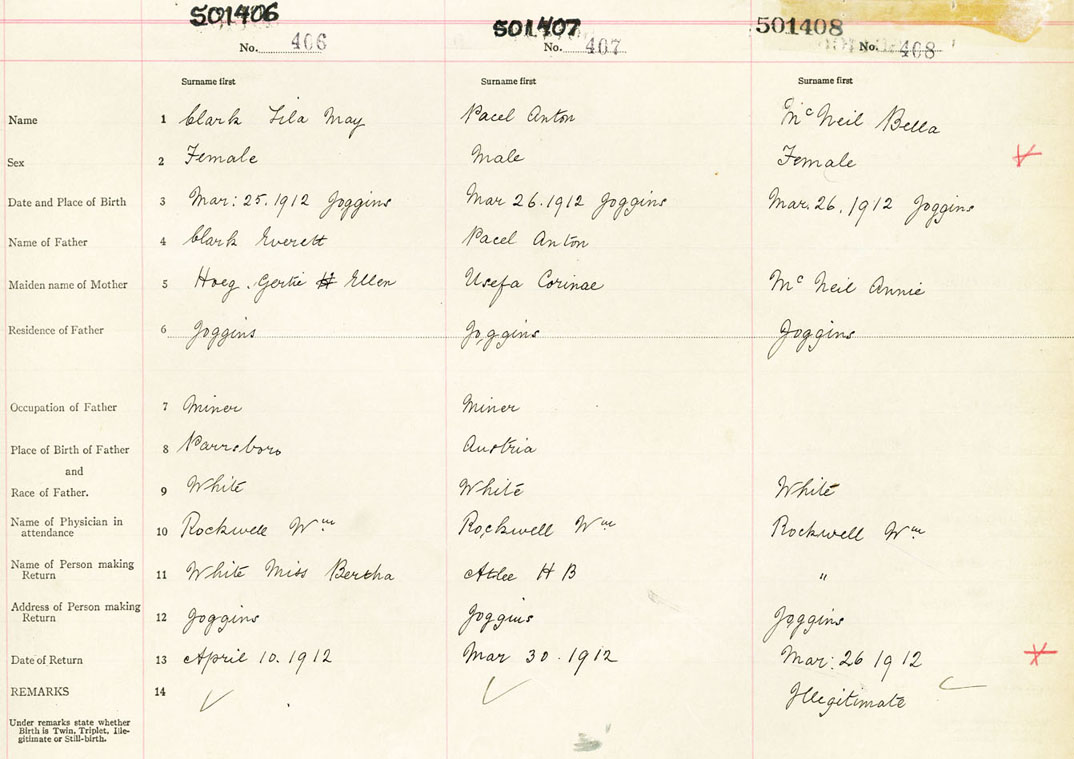 501406 501407 501408
No. 406 No. 407 No. 408
Surname first Surname first Surname first
Name 1 Clark Lila May Pacel Anton McNeil Bella
Sex 2 Female Male Female
Date and Place of Birth 3 Mar: 25. 1912 Joggins Mar 26. 1912 Joggins Mar. 26. 1912 Joggins
Name of Father 4 Clark Everett Pacel Anton
Maiden name of Mother 5 Hoeg. Gertie Ellen Usefa Corinae Mc Neil Annie
Residence of Father 6 Joggins Joggins Joggins
Occupation of Father 7 Miner Miner
Place of Birth of Father 8 Parrsboro Austria
and
Race of Father. 9 White White White
Name of Physician in
attendance 10 Rockwell Wm Rockwell Wm Rockwell Wm
Name of Person making
Return 11 White Miss Bertha Atlee H B "
Address of Person making
Return 12 Joggins Joggins Joggins
Date of Return 13 April 10. 1912 Mar 30. 1912 Mar: 26 1912
REMARKS 14 Illegitimate
Under remarks state whether
Birth is Twin, Triplet, Ille-
gitimate or Still-birth.